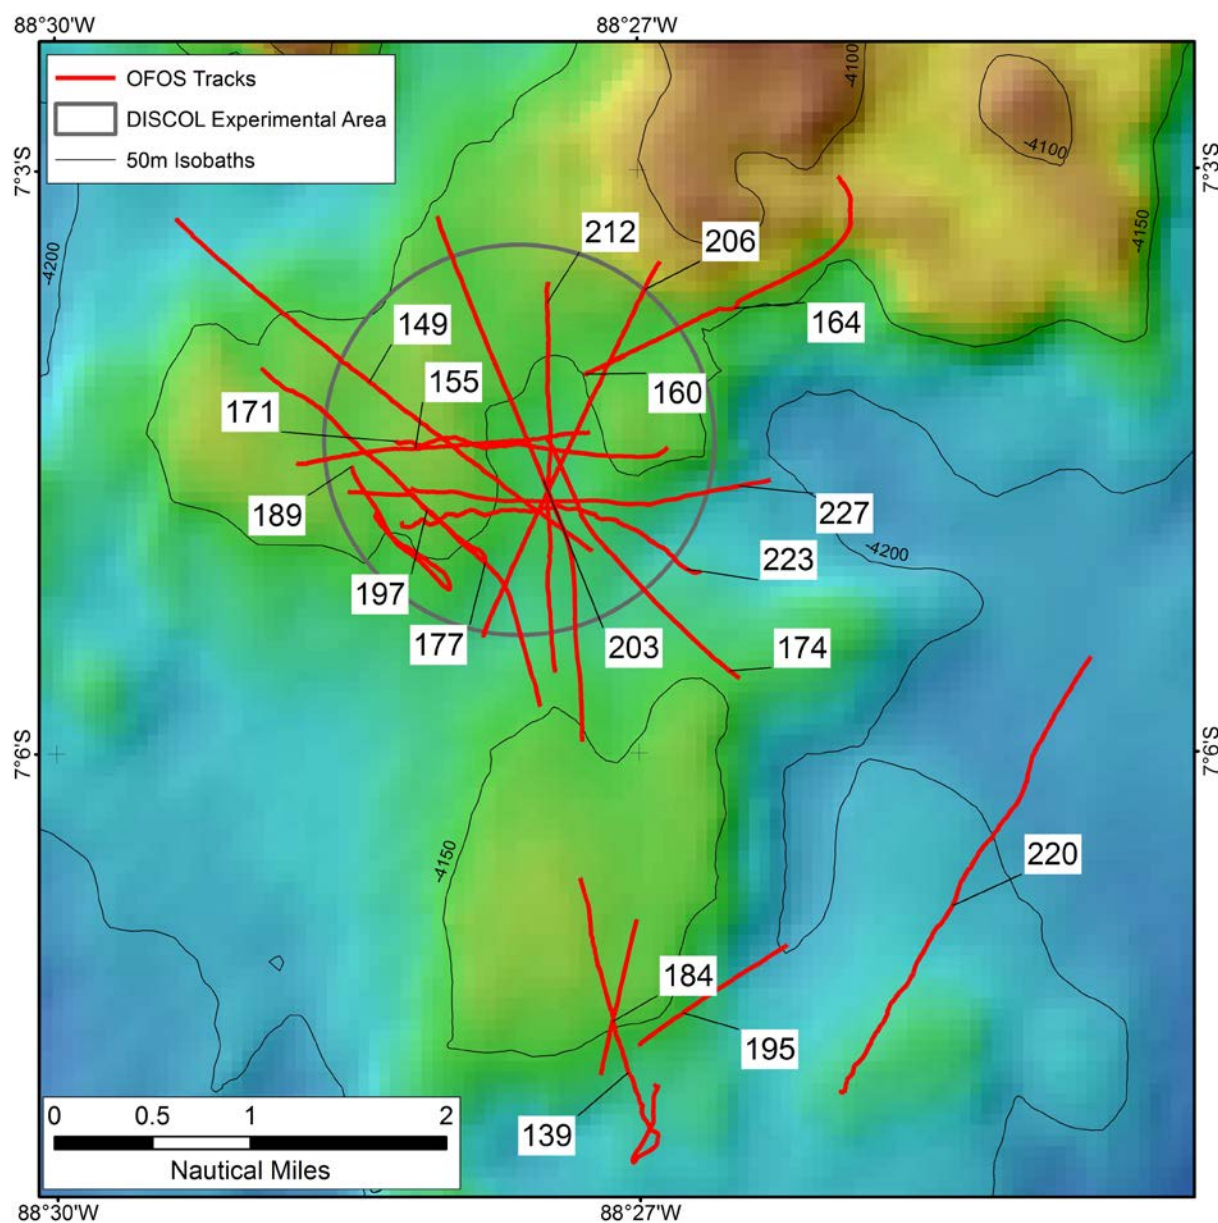 88°30'W
88°27'W
OFOS Tracks
DISCOL Experimental Area
50m Isobaths
-4100
-4100
7°3'S
7°3'S
-4200
-4150
212
206
149
164
155
160
171
189
227
-4200
223
197
177
203
174
7°6'S
7°6'S
-4150
220
184
195
139
0
0.5
1
2
Nautical Miles
88°30'W
88°27'W